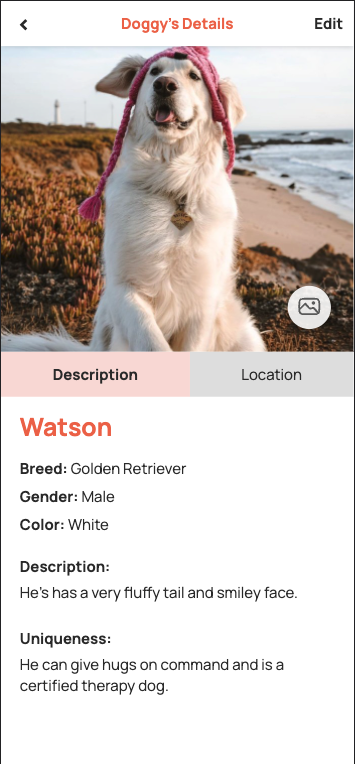 Doggy's Details
Edit
Description
Location
Watson
Breed: Golden Retriever
Gender: Male
Color: White
Description:
He's has a very fluffy tail and smiley face.
Uniqueness:
He can give hugs on command and is a
certified therapy dog.